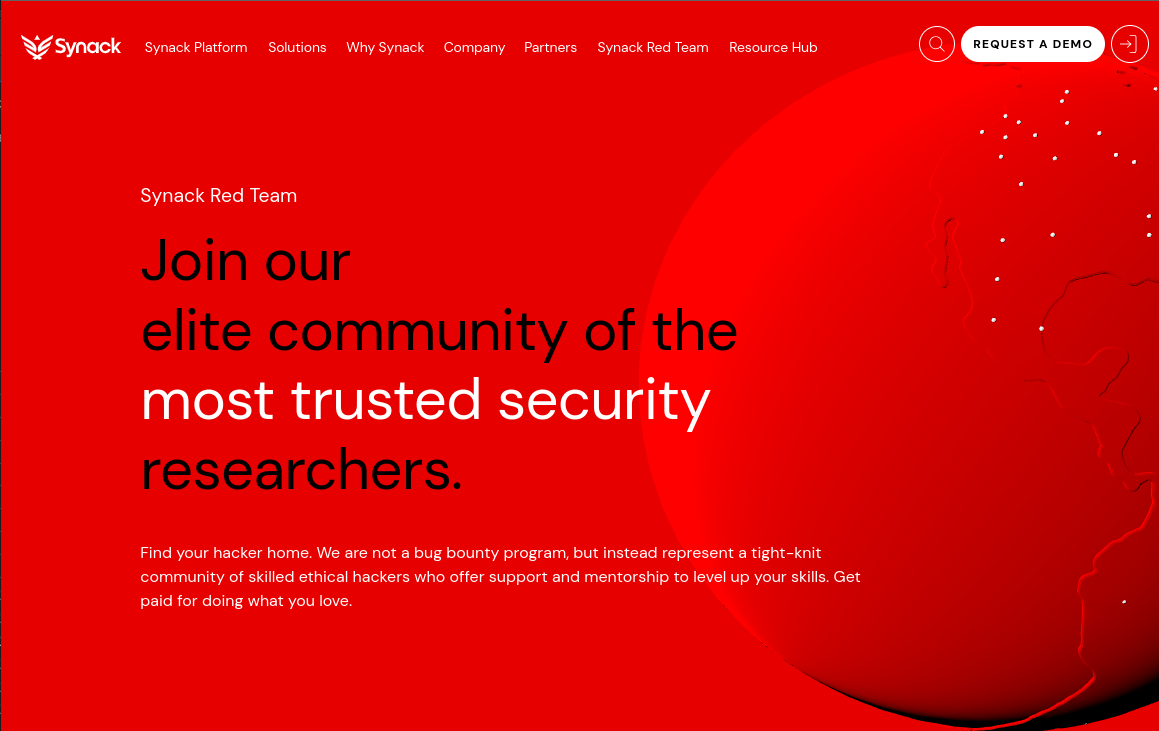 Synack
Synack Platform Solutions Why Synack Company Partners Synack Red Team Resource Hub
REQUEST A DEMO
Synack Red Team
Join our
elite community of the
most trusted security
researchers.
Find your hacker home. We are not a bug bounty program, but instead represent a tight-knit
community of skilled ethical hackers who offer support and mentorship to level up your skills. Get
paid for doing what you love.